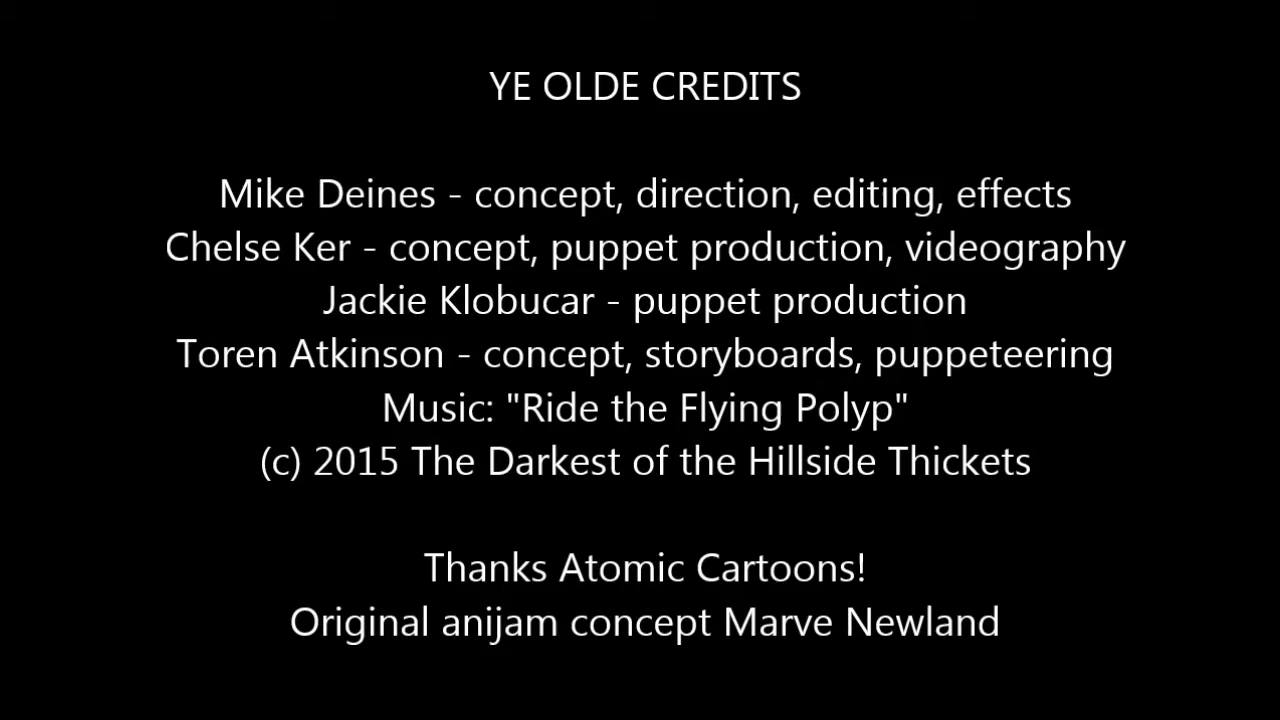 YE OLDE CREDITS
Mike Deines - concept, direction, editing, effects
Chelse Ker - concept, puppet production, videography
Jackie Klobucar - puppet production
Toren Atkinson - concept, storyboards, puppeteering
Music: "Ride the Flying Polyp"
(c) 2015 The Darkest of the Hillside Thickets
Thanks Atomic Cartoons!
Original anijam concept Marve Newland